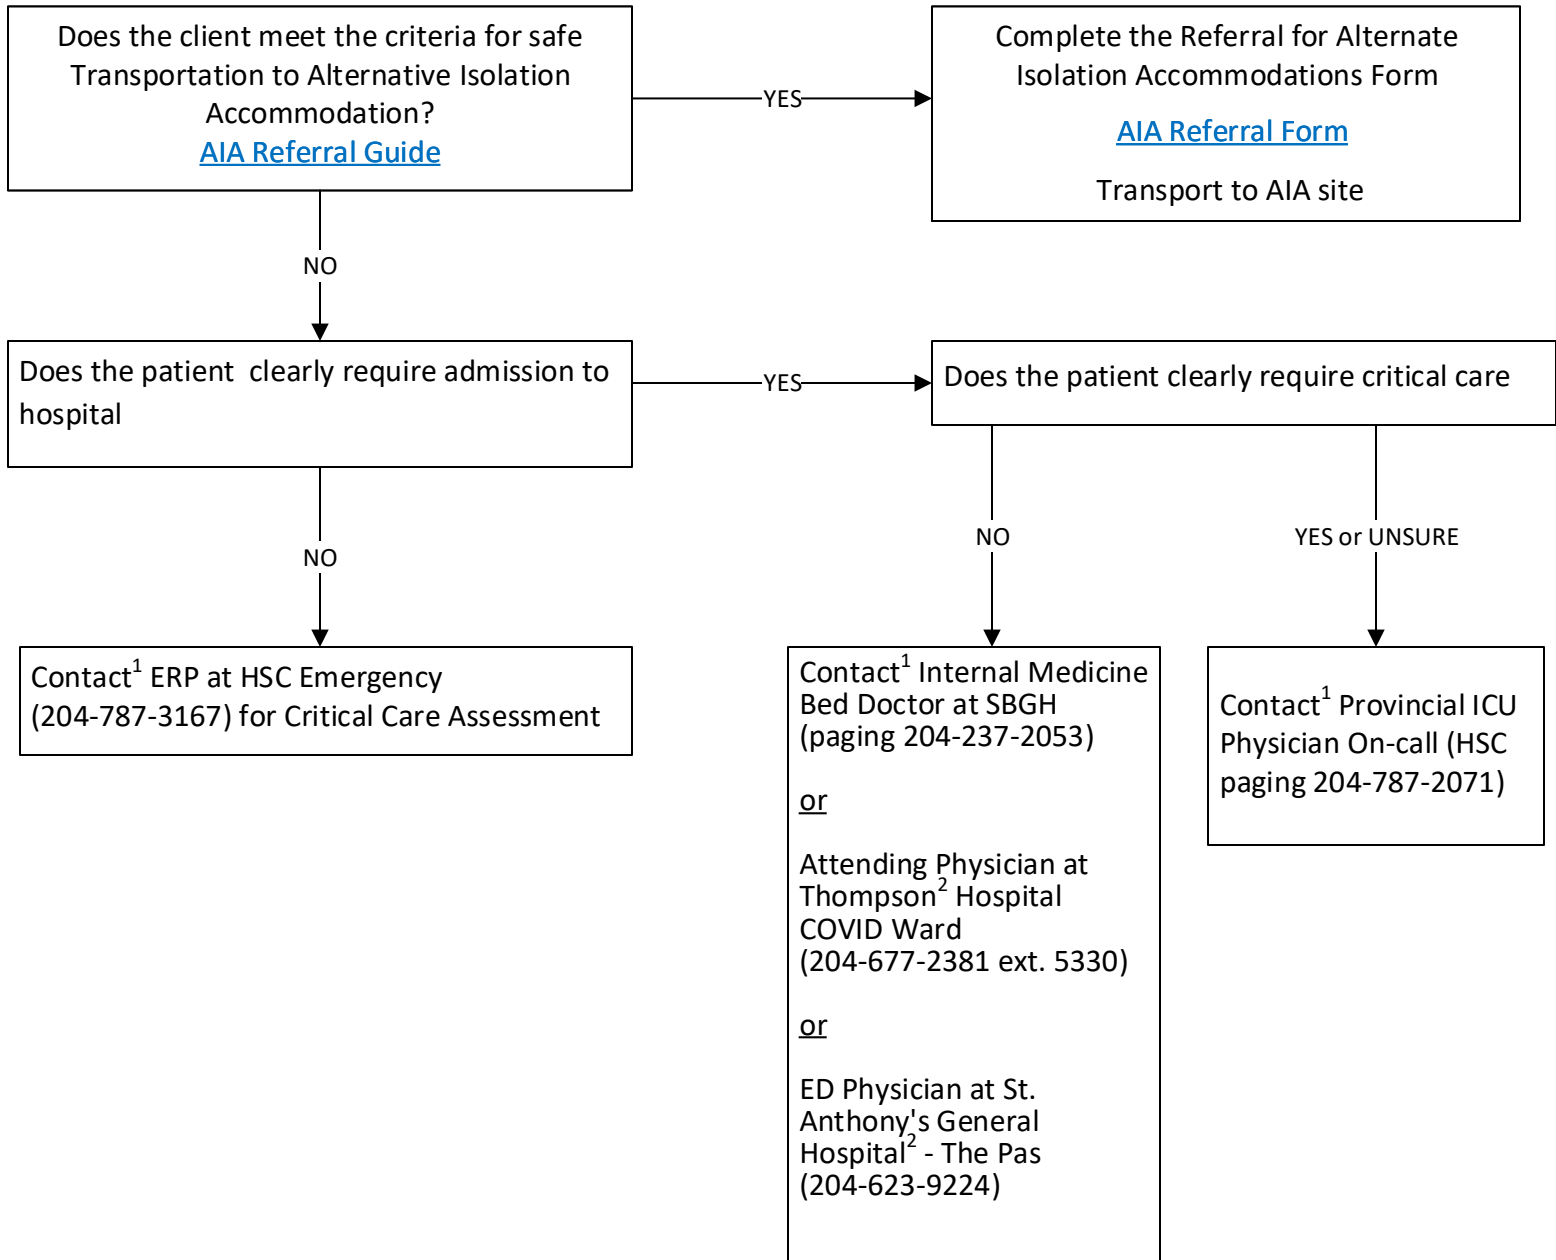 Does the client meet the criteria for safe
Transportation to Alternative Isolation
Accommodation?
AIA Referral Guide
YES
Complete the Referral for Alternate
Isolation Accommodations Form
AIA Referral Form
Transport to AIA site
NO
Does the patient  clearly require admission to
hospital
YES
Does the patient clearly require critical care
NO
NO
YES or UNSURE
Contact¹ ERP at HSC Emergency
(204-787-3167) for Critical Care Assessment
Contact¹ Internal Medicine
Bed Doctor at SBGH
(paging 204-237-2053)
or
Attending Physician at
Thompson² Hospital
COVID Ward
(204-677-2381 ext. 5330)
or
ED Physician at St.
Anthony's General
Hospital² - The Pas
(204-623-9224)
Contact¹ Provincial ICU
Physician On-call (HSC
paging 204-787-2071)